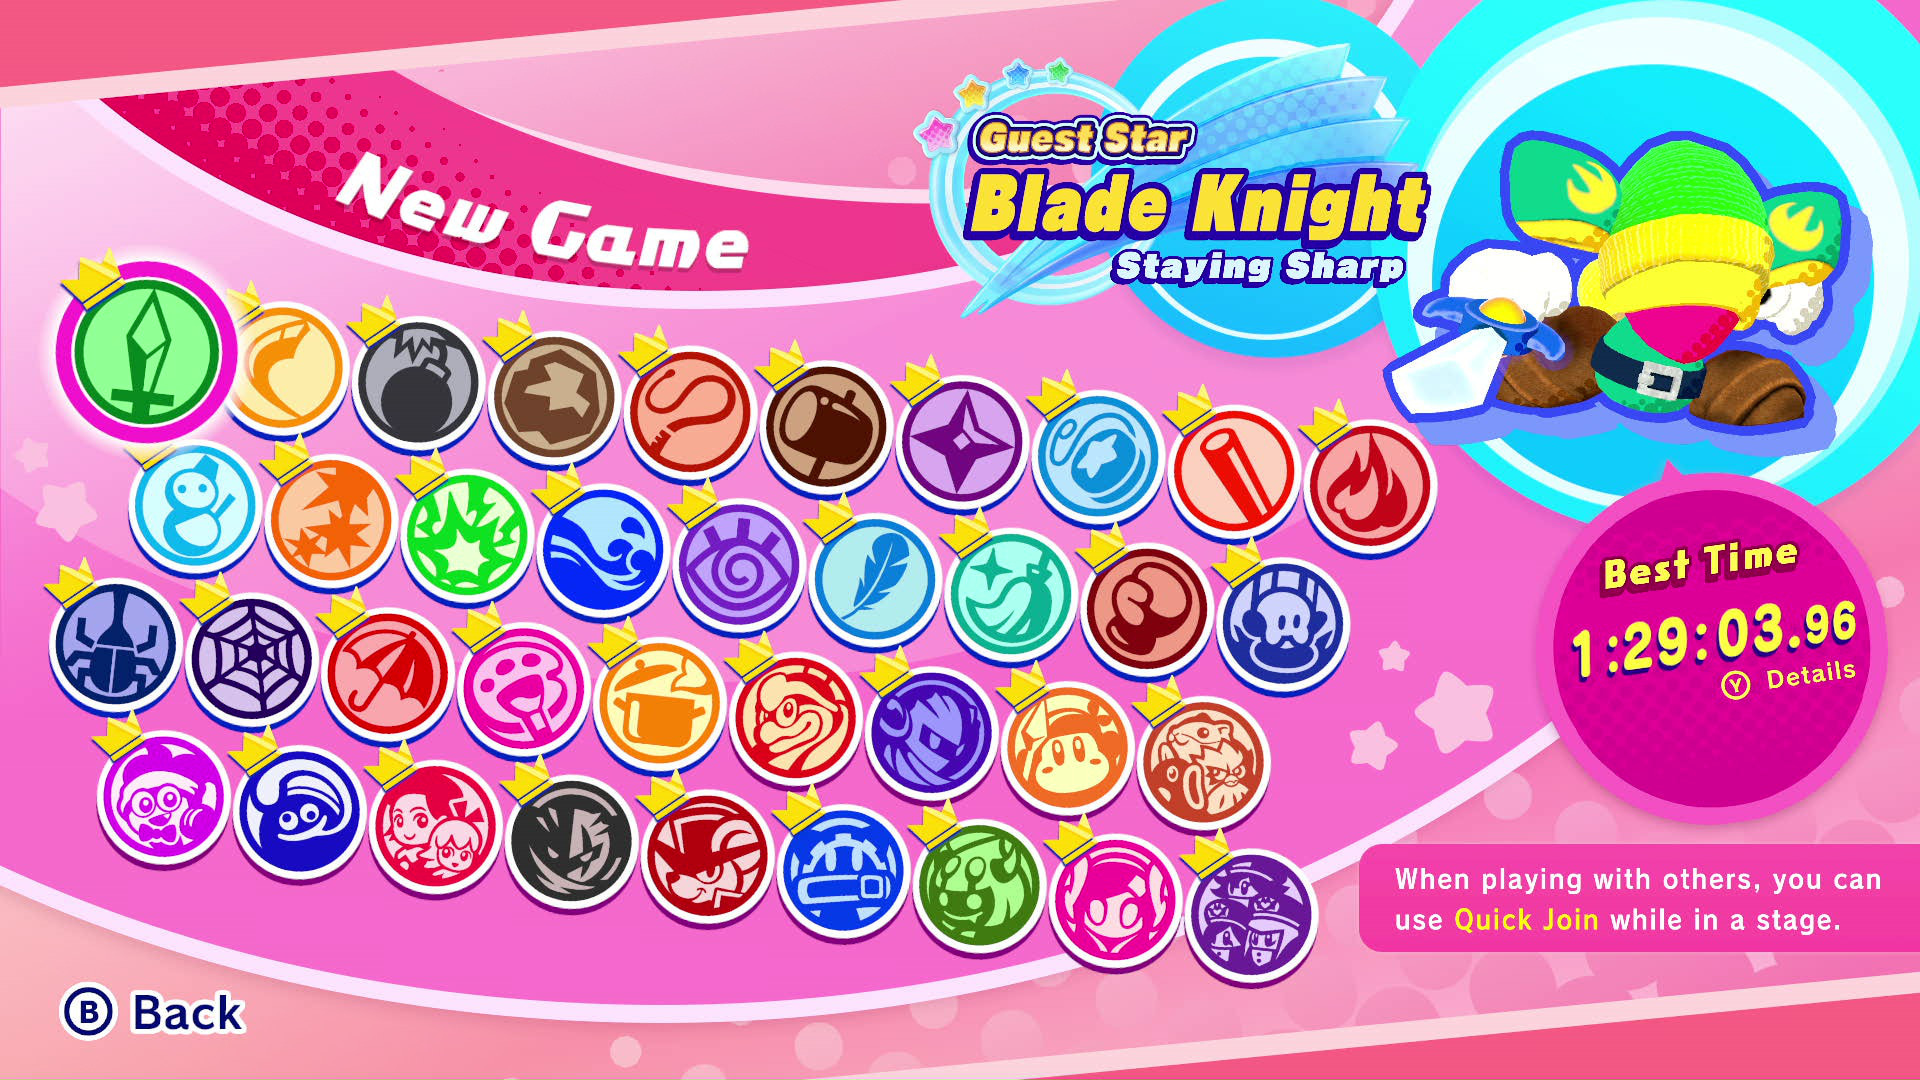 New Game
Guest Star
Blade Knight
Staying Sharp
Best Time
1:29:03.96
Y Details
When playing with others, you can
use Quick Join while in a stage.
B Back